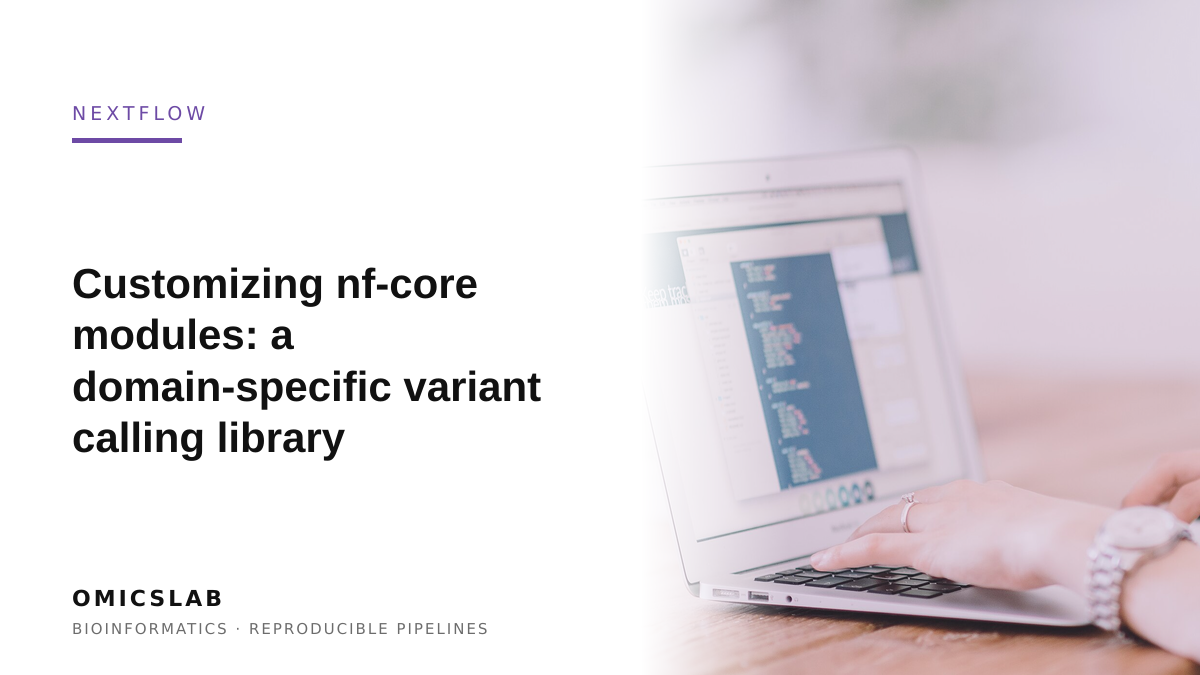 NEXTFLOW
Customizing nf-core
modules: a
domain-specific variant
calling library
OMICSLAB
BIOINFORMATICS · REPRODUCIBLE PIPELINES